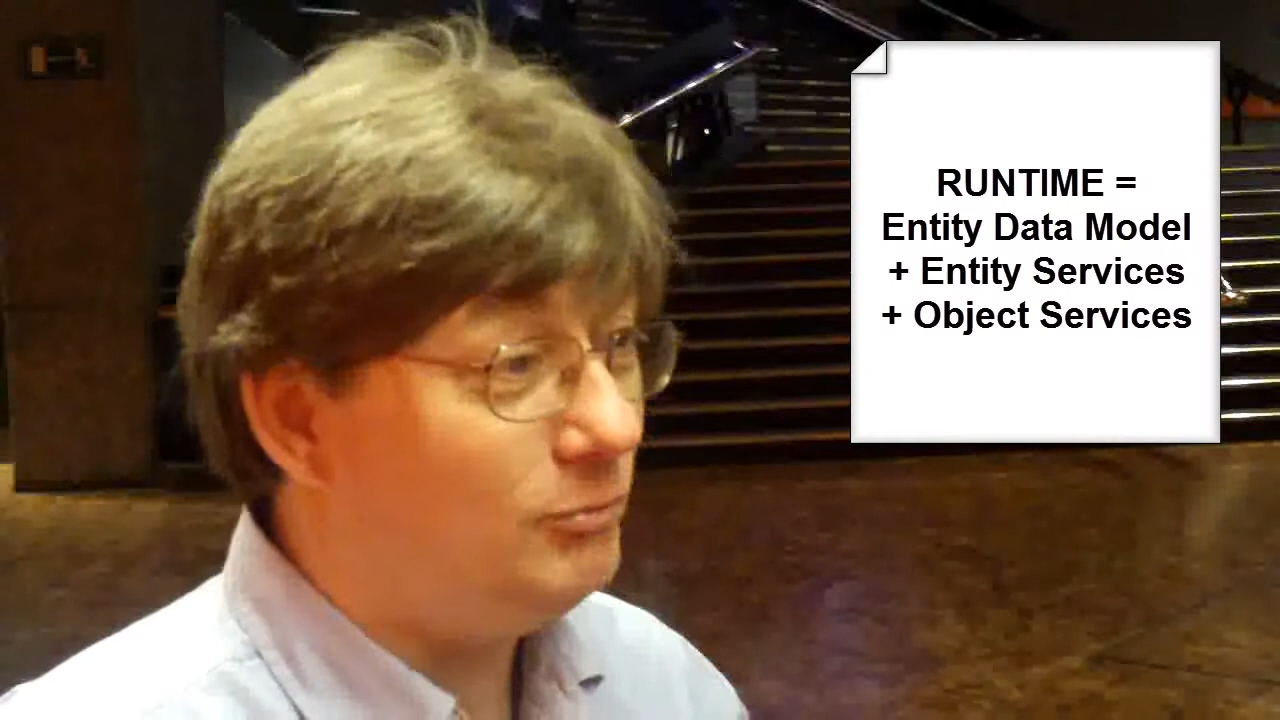 RUNTIME =
Entity Data Model
+ Entity Services
+ Object Services